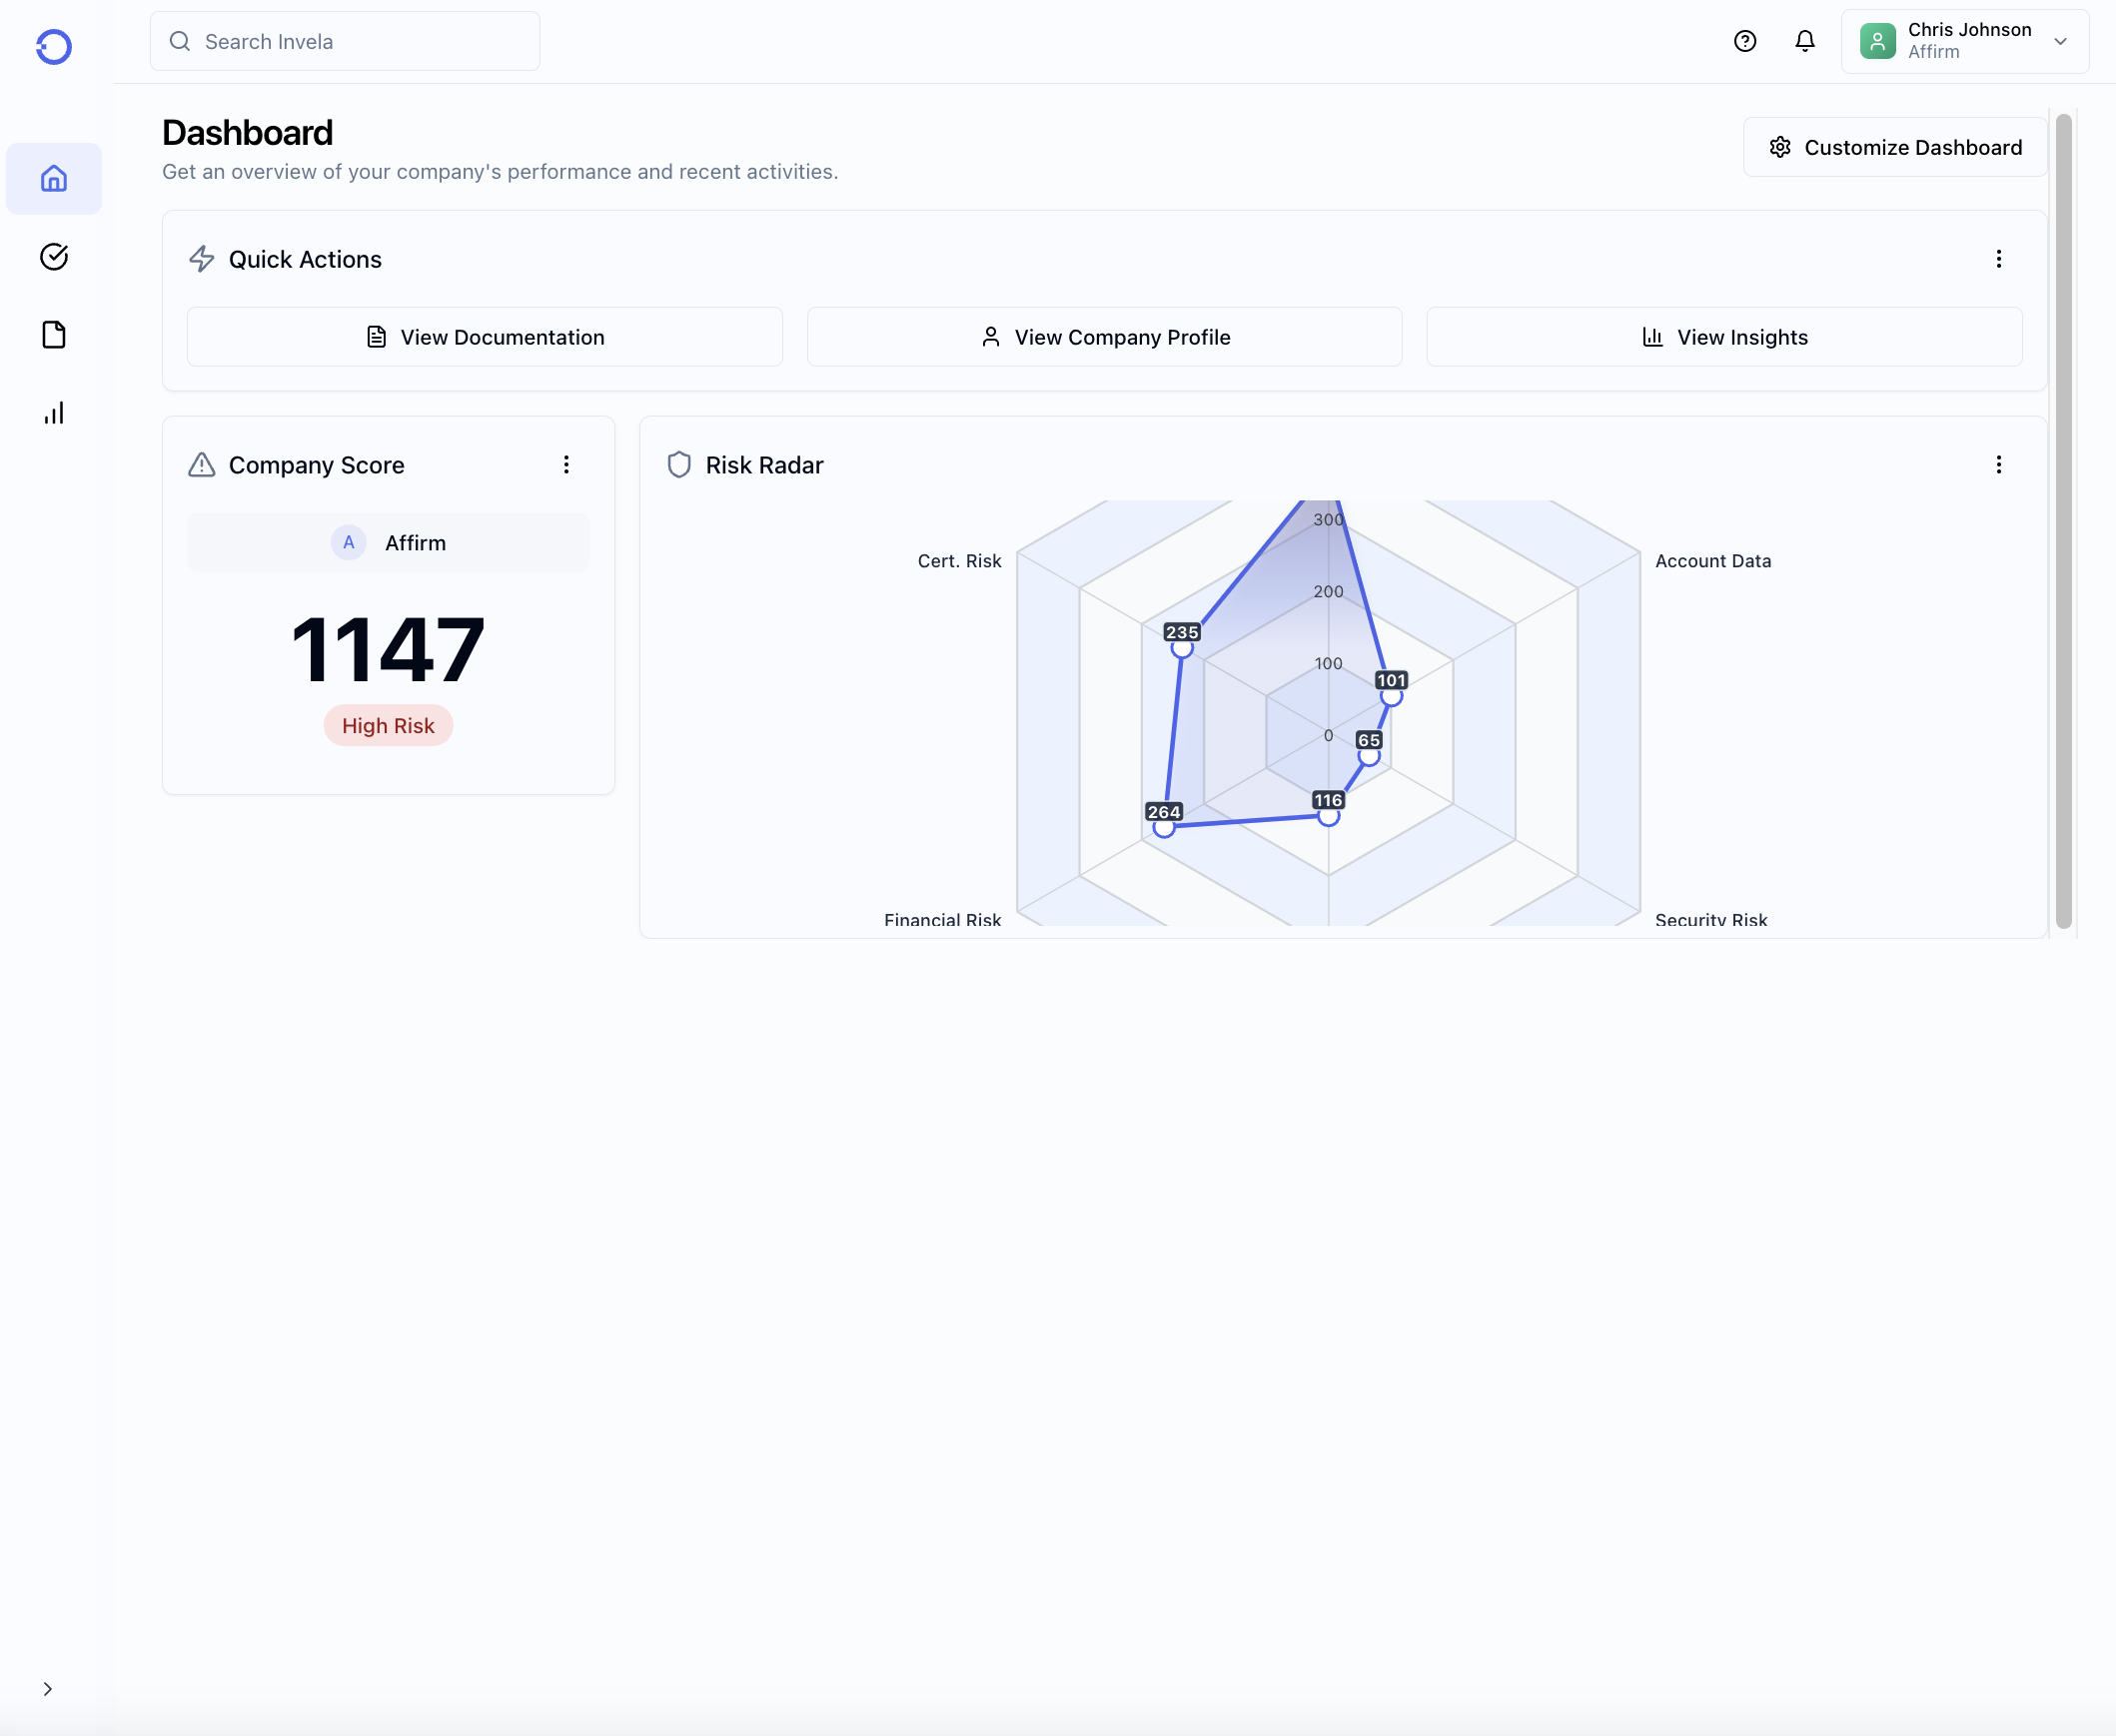 Search Invela
Chris Johnson
Affirm
Dashboard
Get an overview of your company's performance and recent activities.
Customize Dashboard
Quick Actions
View Documentation
View Company Profile
View Insights
Company Score
A
Affirm
1147
High Risk
Risk Radar
300
Cert. Risk
Account Data
200
235
100
101
0
65
116
264
Financial Risk
Security Risk